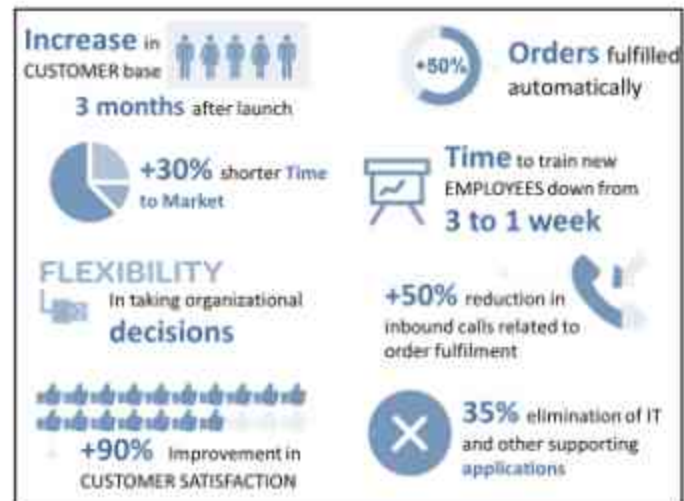 Increase in
CUSTOMER base
3 months after launch
+50%
Orders fulfilled
automatically
+30% shorter Time
to Market
Time to train new
EMPLOYEES down from
3 to 1 week
FLEXIBILITY
In taking organizational
decisions
+50% reduction in
inbound calls related to
order fulfilment
+90% Improvement in
CUSTOMER SATISFACTION
35% elimination of IT
and other supporting
applications